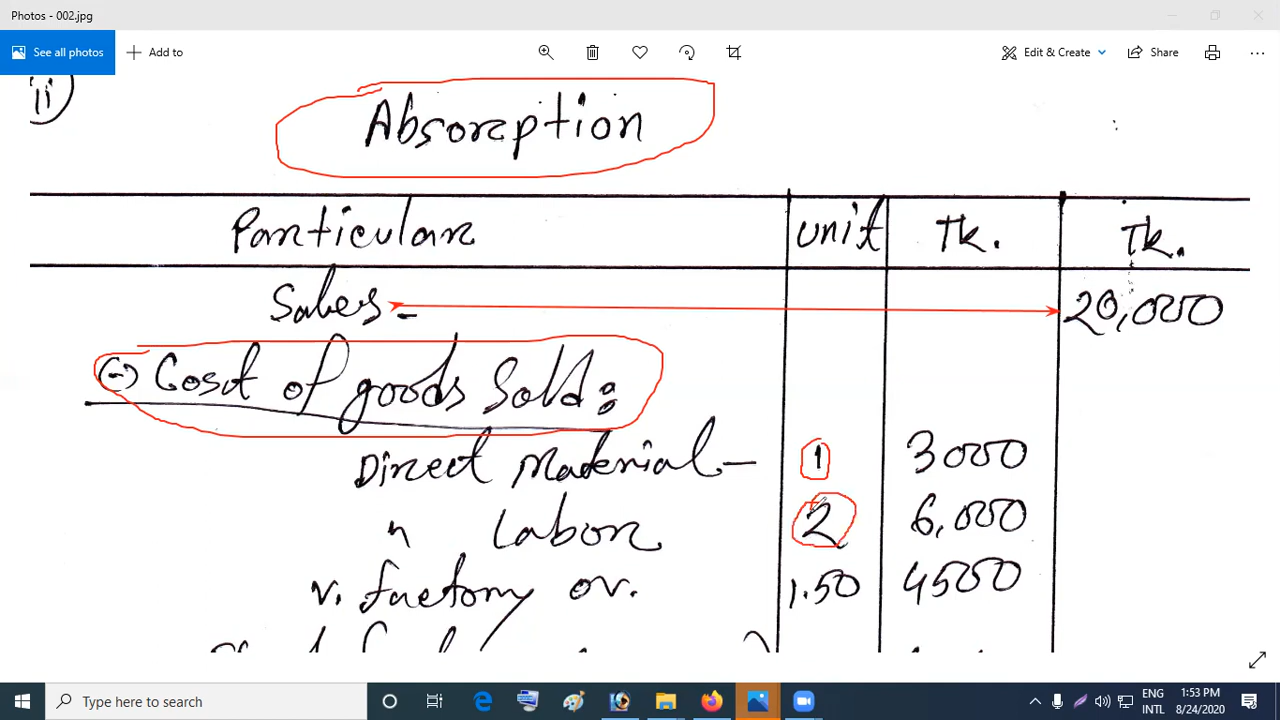 Photos - 002.jpg
See all photos
Add to
Edit & Create
Share
11
Absorption
Particular unit Tk. Tk.
Sales - 20,000
(-) Cost of goods Sold:
Direct Material - 1 3000
" Labor 2 6,000
v. factory ov. 1.50 4500
Type here to search
ENG
INTL
1:53 PM
8/24/2020